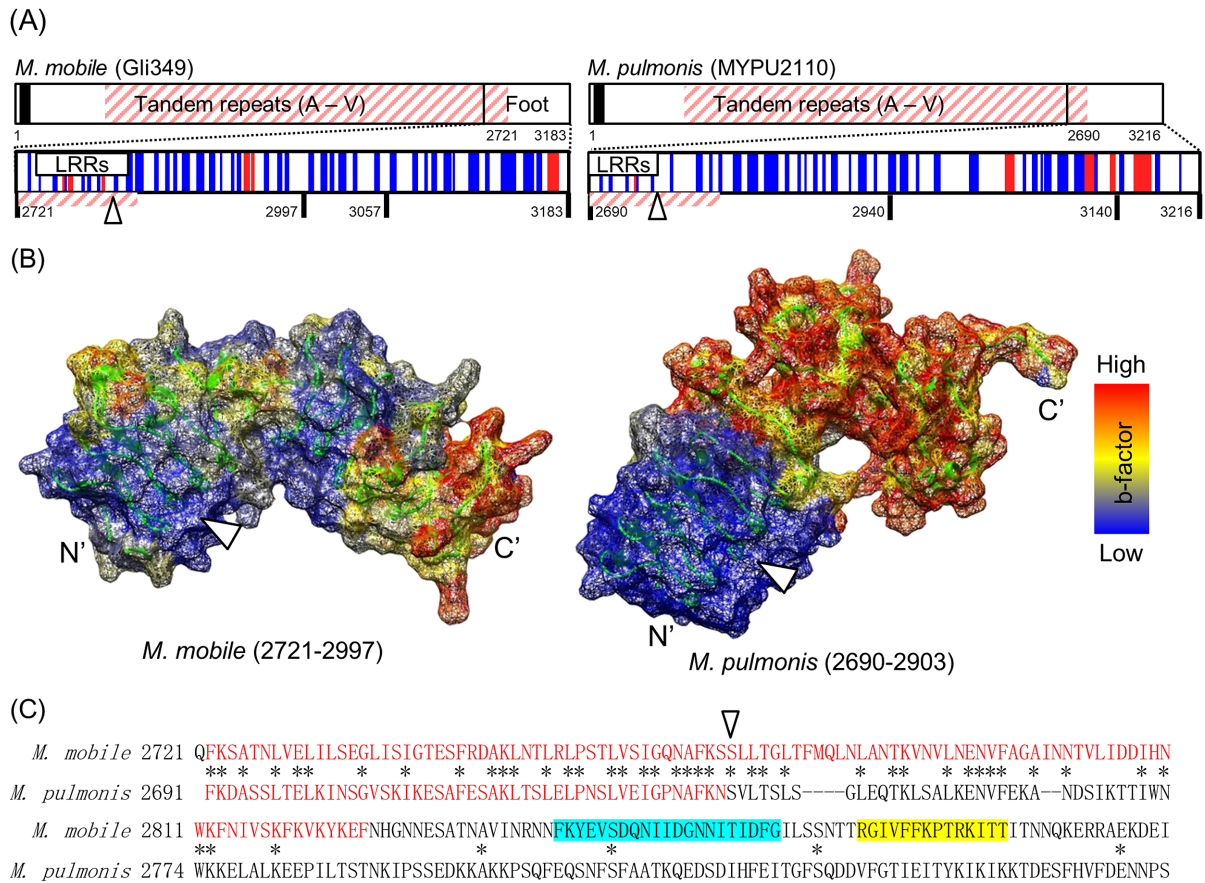 (A)
M. mobile (Gli349)
Tandem repeats (A – V)
Foot
1
2721
3183
LRRs
2721
2997
3057
3183
M. pulmonis (MYPU2110)
Tandem repeats (A – V)
1
2690
3216
LRRs
2690
2940
3140
3216
(B)
N’
C’
M. mobile (2721-2997)
N’
C’
M. pulmonis (2690-2903)
High
b-factor
Low
(C)
M. mobile 2721 QFKSATNLVELILSEGLISIGTESFRDAKLNTLRLPSTLVSIGQNAFKSSLLTGLTFMQLNLANTKVNVLNENVFAGAINNTVLIDDIHN
** * * ** * * * *** * ** ** ** **** * ** * * ** * **** * * * *
M. pulmonis 2691 FKDASSLTELKINSGVSKIKESAFESAKLTSLELPNSLVEIGPNAFKNSVLTSLS----GLEQTKLSALKENVFEKA--NDSIKTTIWN
M. mobile 2811 WKFNIVSKFKVKYKEFNHGNNESATNAVINRNNFKYEVSDQNIIDGNNITIDFGILSSNTTRGIVFFKPTRKITTITNNQKERRAEKDEI
** * * * * *
M. pulmonis 2774 WKKELALKEEPILTSTNKIPSSEDKKAKKPSQFEQSNFSFAATKQEDSDIHFEITGFSQDDVFGTIEITYKIKIKKTDESFHVFDENNPS